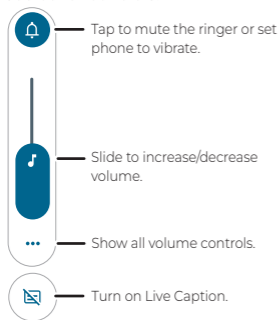 Tap to mute the ringer or set
phone to vibrate.
Slide to increase/decrease
volume.
Show all volume controls.
Turn on Live Caption.